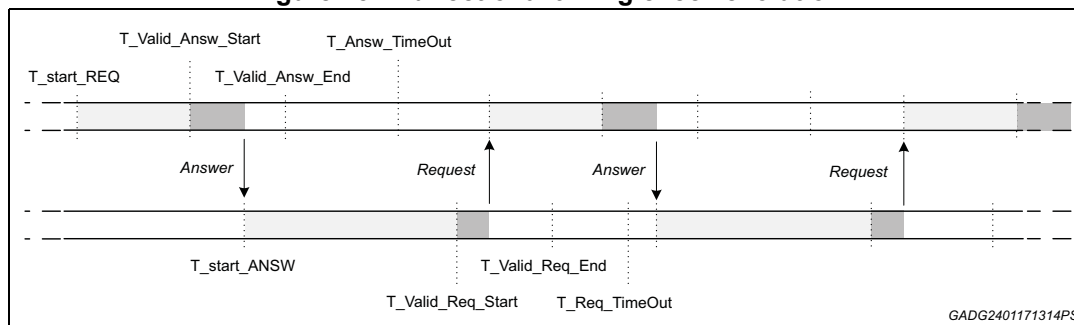 T_Valid_Answ_Start
T_Answ_TimeOut
T_start_REQ
T_Valid_Answ_End
Answer
Request
Answer
Request
T_start_ANSW
T_Valid_Req_End
T_Valid_Req_Start
T_Req_TimeOut
GADG2401171314PS